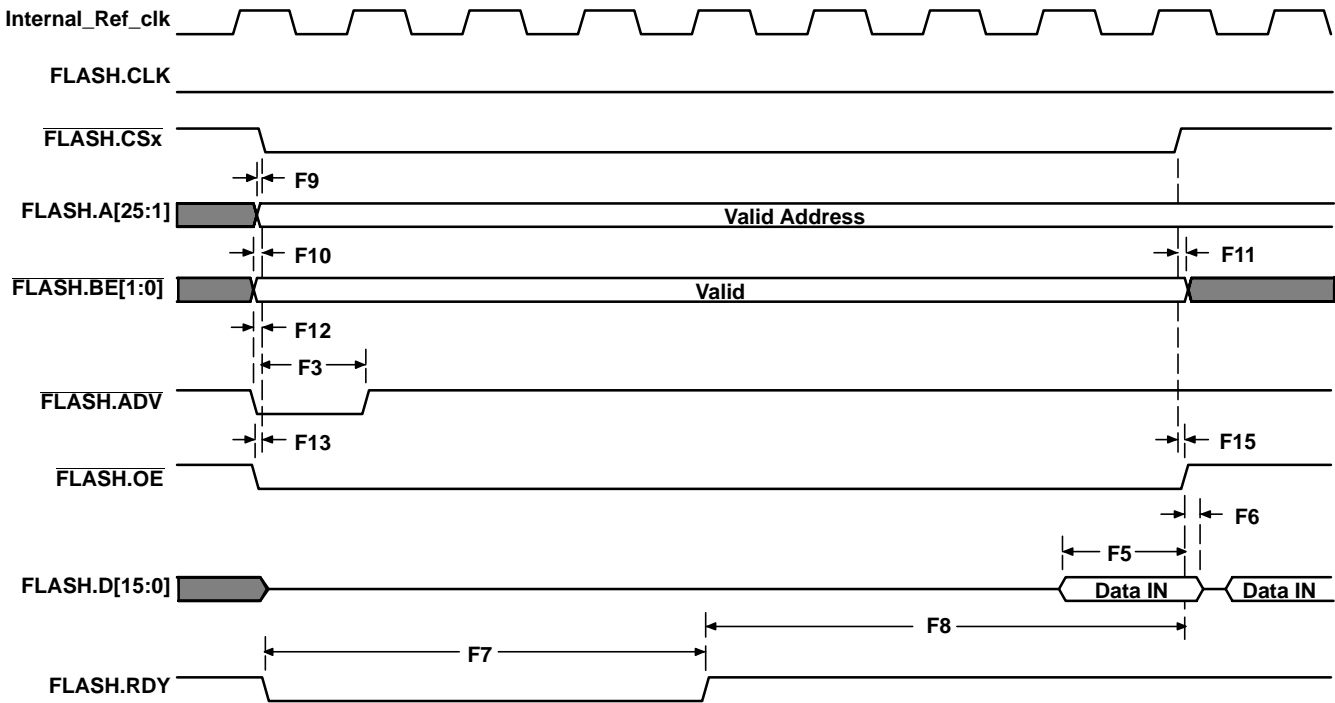 Internal_Ref_clk
FLASH.CLK
FLASH.CSx
F9
FLASH.A[25:1]
Valid Address
F10
F11
FLASH.BE[1:0]
Valid
F12
F3
FLASH.ADV
F13
F15
FLASH.OE
F6
F5
FLASH.D[15:0]
Data IN
Data IN
F8
F7
FLASH.RDY